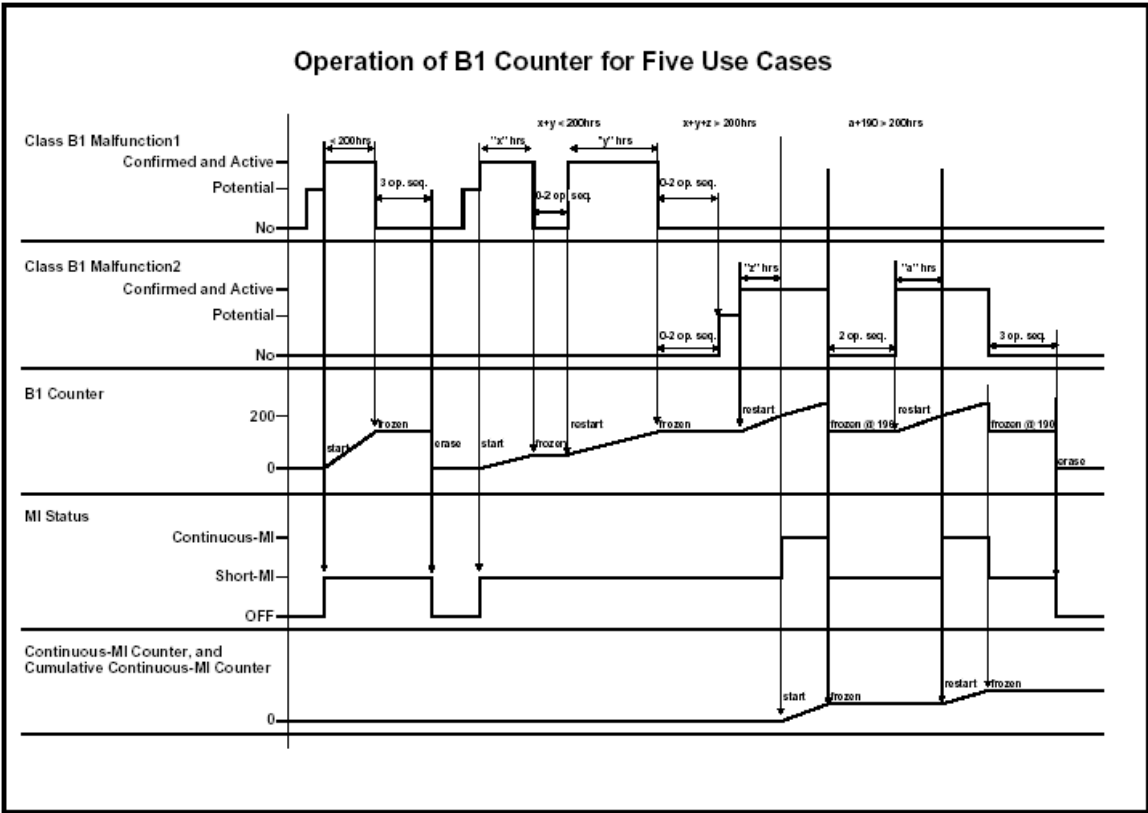 Operation of B1 Counter for Five Use Cases
x+y < 200hrs
x+y+z > 200hrs
a+190 > 200hrs
Class B1 Malfunction1
< 200hrs
"x" hrs
"y" hrs
Confirmed and Active
Potential
3 op. seq.
0-2 op. seq.
0-2 op. seq.
No
Class B1 Malfunction2
"z" hrs
"a" hrs
Confirmed and Active
Potential
0-2 op. seq.
2 op. seq.
3 op. seq.
No
B1 Counter
200
start
frozen
erase
start
frozen
restart
frozen
restart
frozen @ 190
restart
frozen @ 190
erase
0
MI Status
Continuous-MI
Short-MI
OFF
Continuous-MI Counter, and
Cumulative Continuous-MI Counter
start
frozen
restart
frozen
0